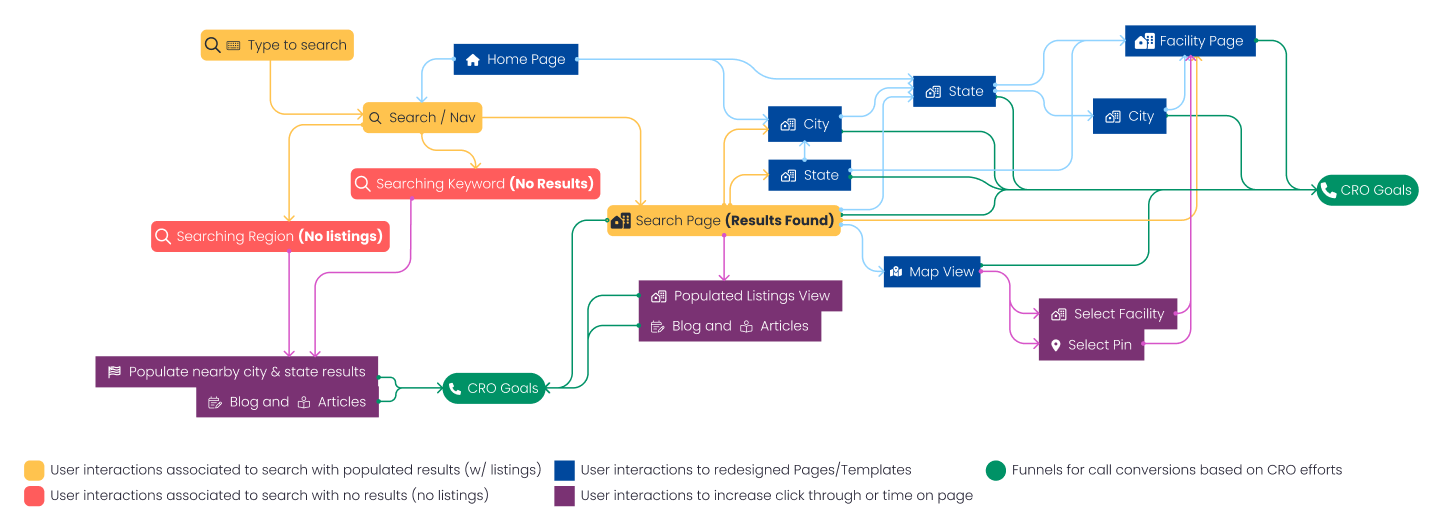 Type to search
Home Page
Facility Page
State
Search / Nav
City
City
State
Searching Keyword (No Results)
CRO Goals
Search Page (Results Found)
Searching Region (No listings)
Map View
Populated Listings View
Select Facility
Blog and Articles
Select Pin
Populate nearby city & state results
CRO Goals
Blog and Articles
User interactions associated to search with populated results (w/ listings)
User interactions to redesigned Pages/Templates
Funnels for call conversions based on CRO efforts
User interactions associated to search with no results (no listings)
User interactions to increase click through or time on page